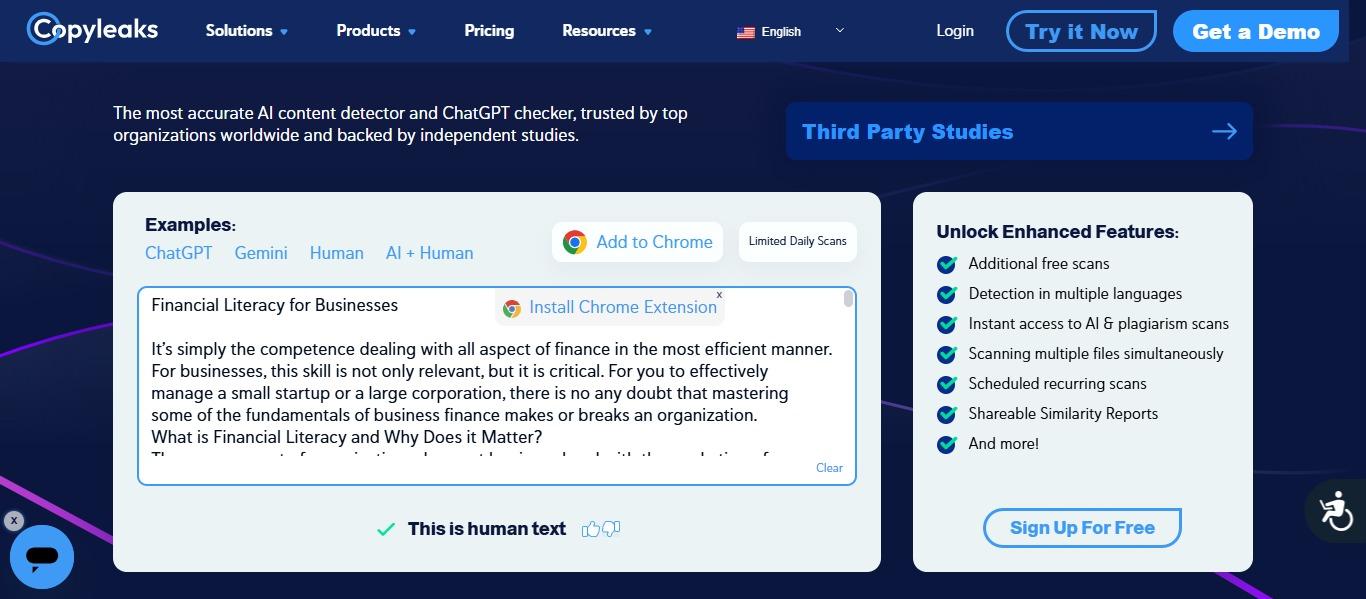 Copyleaks
Solutions
Products
Pricing
Resources
English
Login
Try it Now
Get a Demo
The most accurate AI content detector and ChatGPT checker, trusted by top
organizations worldwide and backed by independent studies.
Third Party Studies
Examples:
ChatGPT Gemini Human AI + Human
Add to Chrome
Limited Daily Scans
Install Chrome Extension
x
Financial Literacy for Businesses
It's simply the competence dealing with all aspect of finance in the most efficient manner.
For businesses, this skill is not only relevant, but it is critical. For you to effectively
manage a small startup or a large corporation, there is no any doubt that mastering
some of the fundamentals of business finance makes or breaks an organization.
What is Financial Literacy and Why Does it Matter?
Clear
This is human text
Unlock Enhanced Features:
Additional free scans
Detection in multiple languages
Instant access to AI & plagiarism scans
Scanning multiple files simultaneously
Scheduled recurring scans
Shareable Similarity Reports
And more!
Sign Up For Free
x